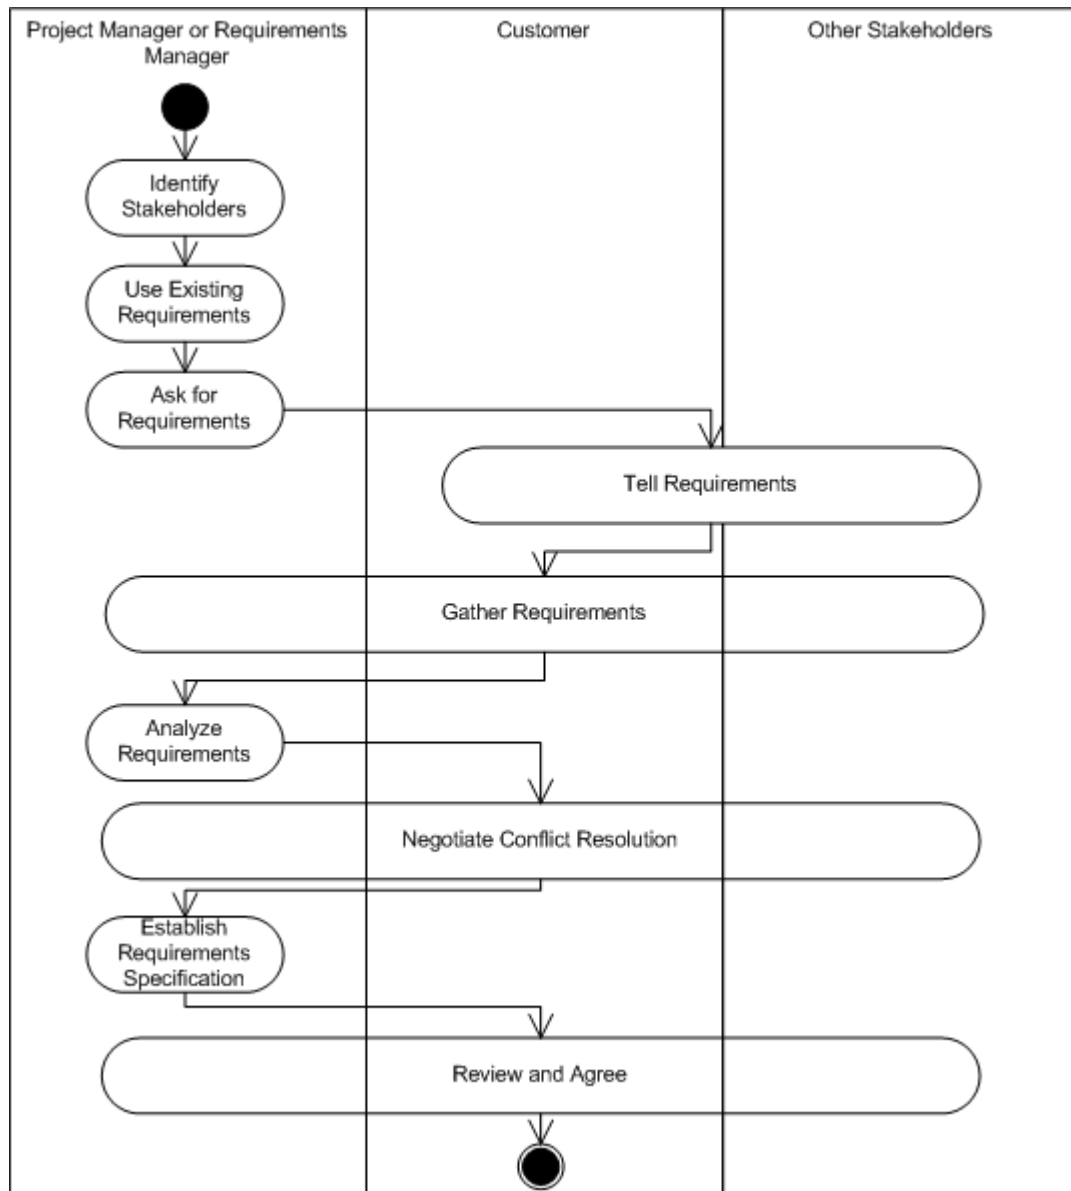 Project Manager or Requirements
Manager
Customer
Other Stakeholders
Identify
Stakeholders
Use Existing
Requirements
Ask for
Requirements
Tell Requirements
Gather Requirements
Analyze
Requirements
Negotiate Conflict Resolution
Establish
Requirements
Specification
Review and Agree